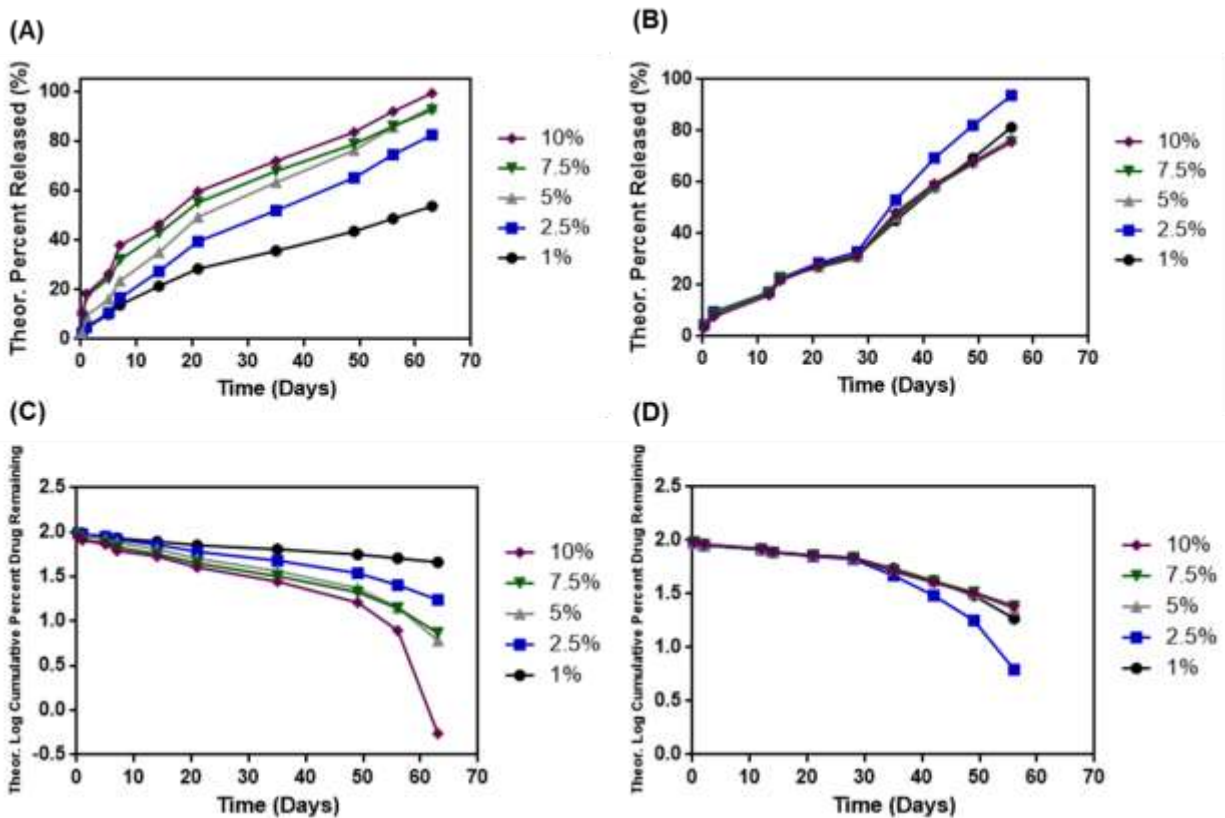 (A)
Theor. Percent Released (%)
100
80
60
40
20
0
0 10 20 30 40 50 60 70
Time (Days)
10%
7.5%
5%
2.5%
1%
(B)
Theor. Percent Released (%)
100
80
60
40
20
0
0 10 20 30 40 50 60 70
Time (Days)
10%
7.5%
5%
2.5%
1%
(C)
Theor. Log Cumulative Percent Drug Remaining
2.5
2.0
1.5
1.0
0.5
0.0
-0.5
0 10 20 30 40 50 60 70
Time (Days)
10%
7.5%
5%
2.5%
1%
(D)
Theor. Log Cumulative Percent Drug Remaining
2.5
2.0
1.5
1.0
0.5
0.0
0 10 20 30 40 50 60 70
Time (Days)
10%
7.5%
5%
2.5%
1%